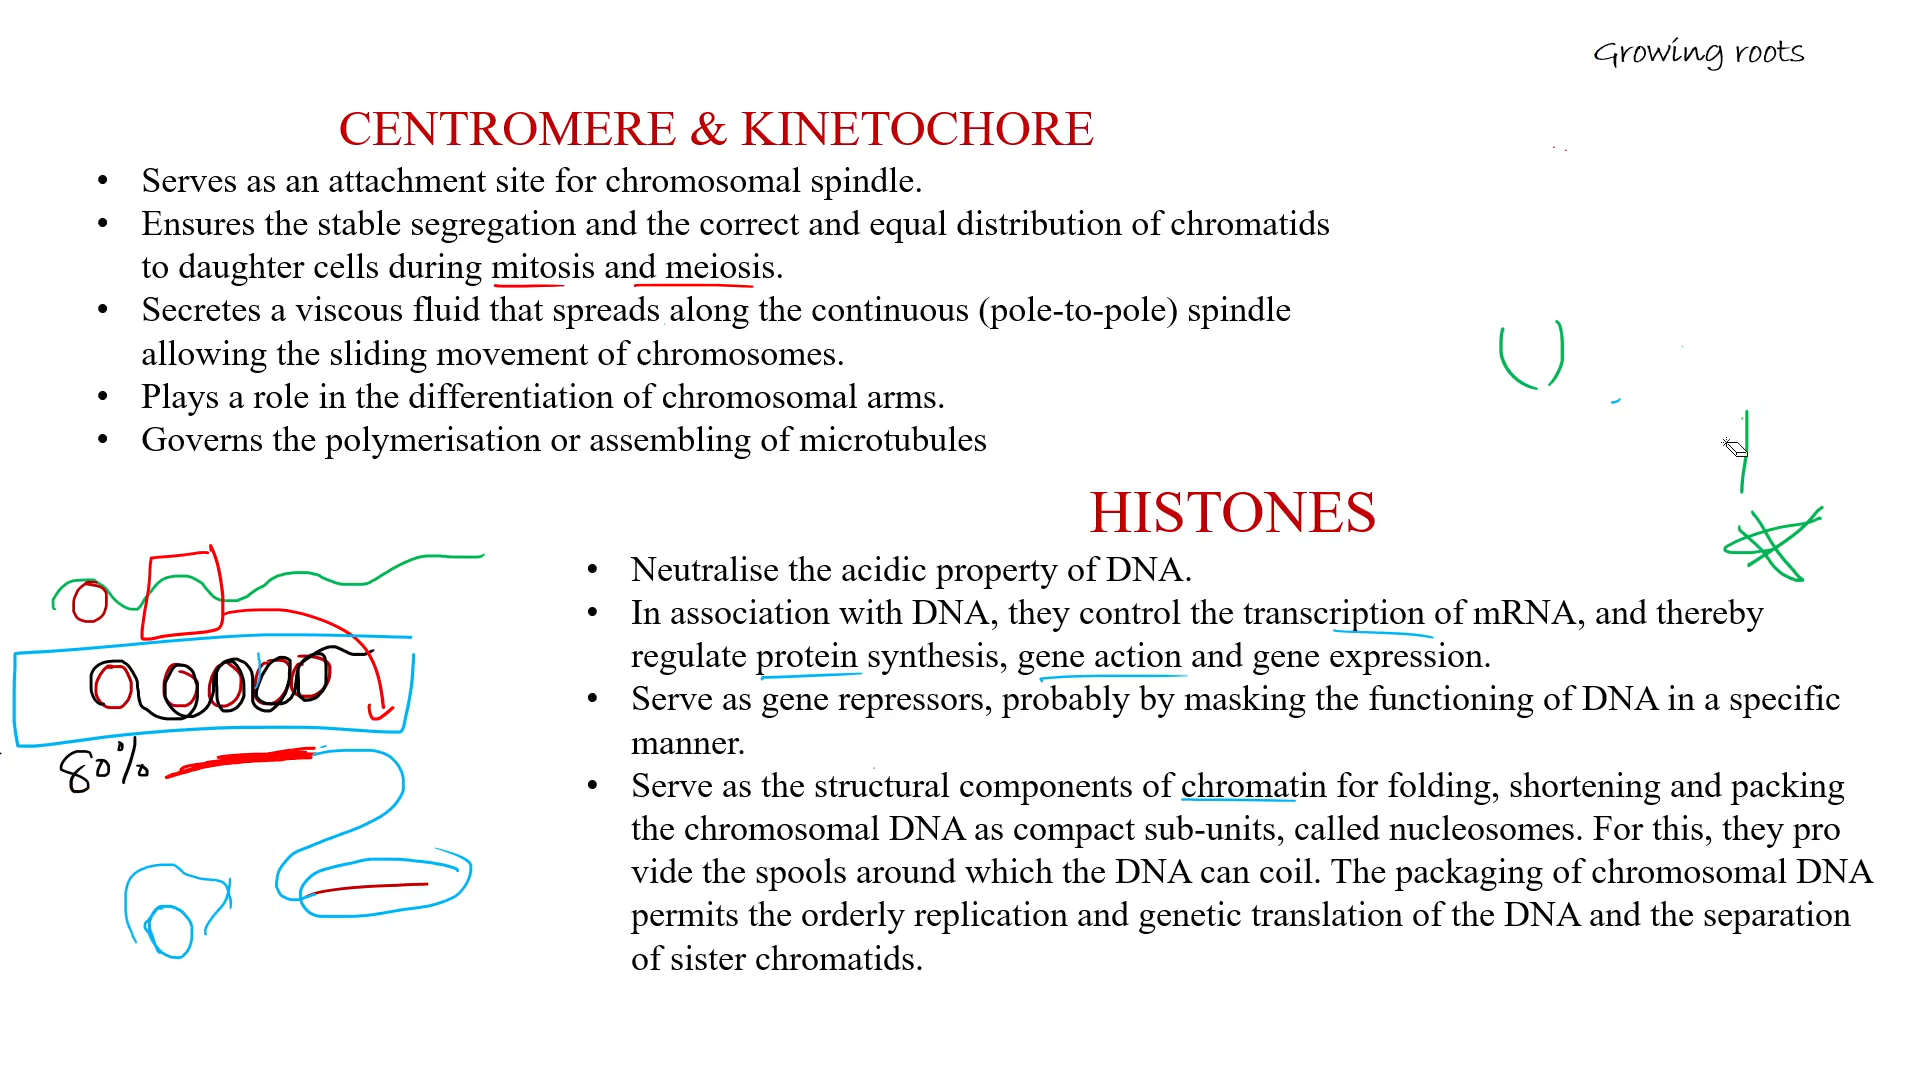 Growing roots
CENTROMERE & KINETOCHORE
• Serves as an attachment site for chromosomal spindle.
• Ensures the stable segregation and the correct and equal distribution of chromatids
to daughter cells during mitosis and meiosis.
• Secretes a viscous fluid that spreads along the continuous (pole-to-pole) spindle
allowing the sliding movement of chromosomes.
• Plays a role in the differentiation of chromosomal arms.
• Governs the polymerisation or assembling of microtubules
HISTONES
• Neutralise the acidic property of DNA.
• In association with DNA, they control the transcription of mRNA, and thereby
regulate protein synthesis, gene action and gene expression.
• Serve as gene repressors, probably by masking the functioning of DNA in a specific
manner.
• Serve as the structural components of chromatin for folding, shortening and packing
the chromosomal DNA as compact sub-units, called nucleosomes. For this, they pro
vide the spools around which the DNA can coil. The packaging of chromosomal DNA
permits the orderly replication and genetic translation of the DNA and the separation
of sister chromatids.
80%